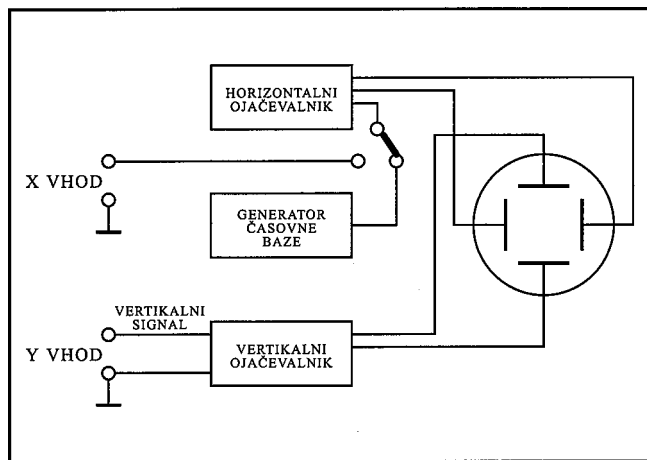 HORIZONTALNI
OJAČEVALNIK
X VHOD
GENERATOR
ČASOVNE
BAZE
VERTIKALNI
SIGNAL
Y VHOD
VERTIKALNI
OJAČEVALNIK